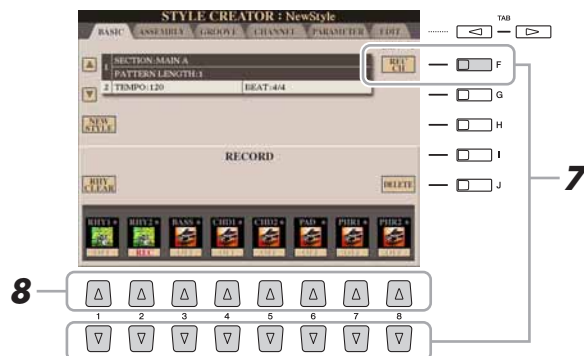 STYLE CREATOR : NewStyle
TAB
BASIC ASSEMBLY GROOVE CHANNEL PARAMETER EDIT
REC CH
F
1 SECTION:MAIN A
PATTERN LENGTH:1
2 TEMPO:120 BEAT:4/4
G
NEW STYLE
H
RECORD
I
RHY CLEAR
DELETE
J
7
RHY1 RHY2 BASS CHD1 CHD2 PAD PHR1 PHR2
REC
8
1 2 3 4 5 6 7 8